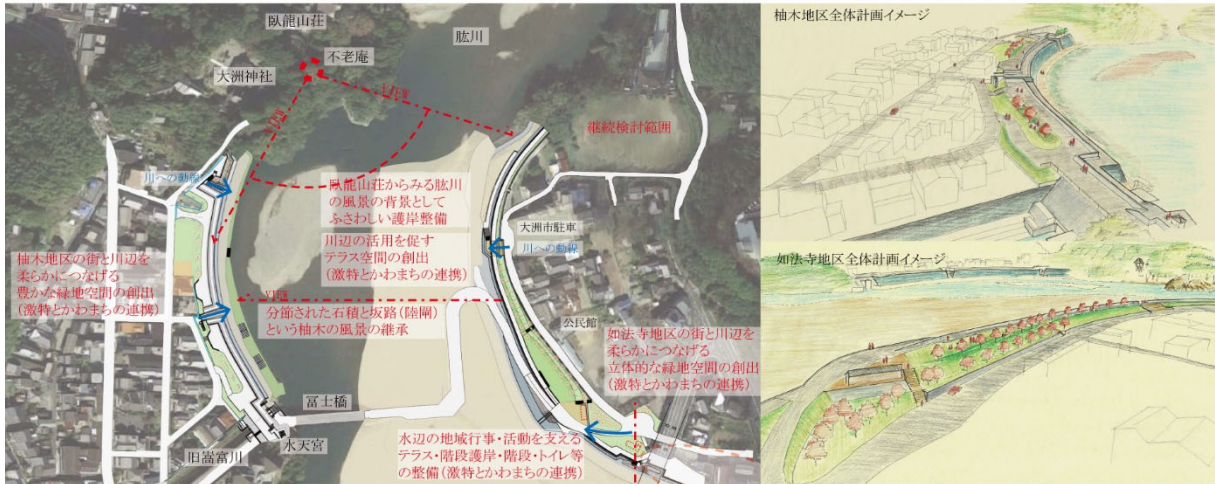 臥龍山荘
不老庵
大洲神社
肱川
VIEW
VIEW
継続検討範囲
川への動線
臥龍山荘からみる肱川
の風景の背景として
ふさわしい護岸整備
大洲市駐車
川への動線
川辺の活用を促す
テラス空間の創出
(激特とかわまちの連携)
柚木地区の街と川辺を
柔らかにつなげる
豊かな緑地空間の創出
(激特とかわまちの連携)
VIEW
分節された石積と坂路(陸閘)
という柚木の風景の継承
公民館
如法寺地区の街と川辺を
柔らかにつなげる
立体的な緑地空間の創出
(激特とかわまちの連携)
冨士橋
水天宮
旧嵩富川
水辺の地域行事・活動を支える
テラス・階段護岸・階段・トイレ等
の整備(激特とかわまちの連携)
柚木地区全体計画イメージ
如法寺地区全体計画イメージ